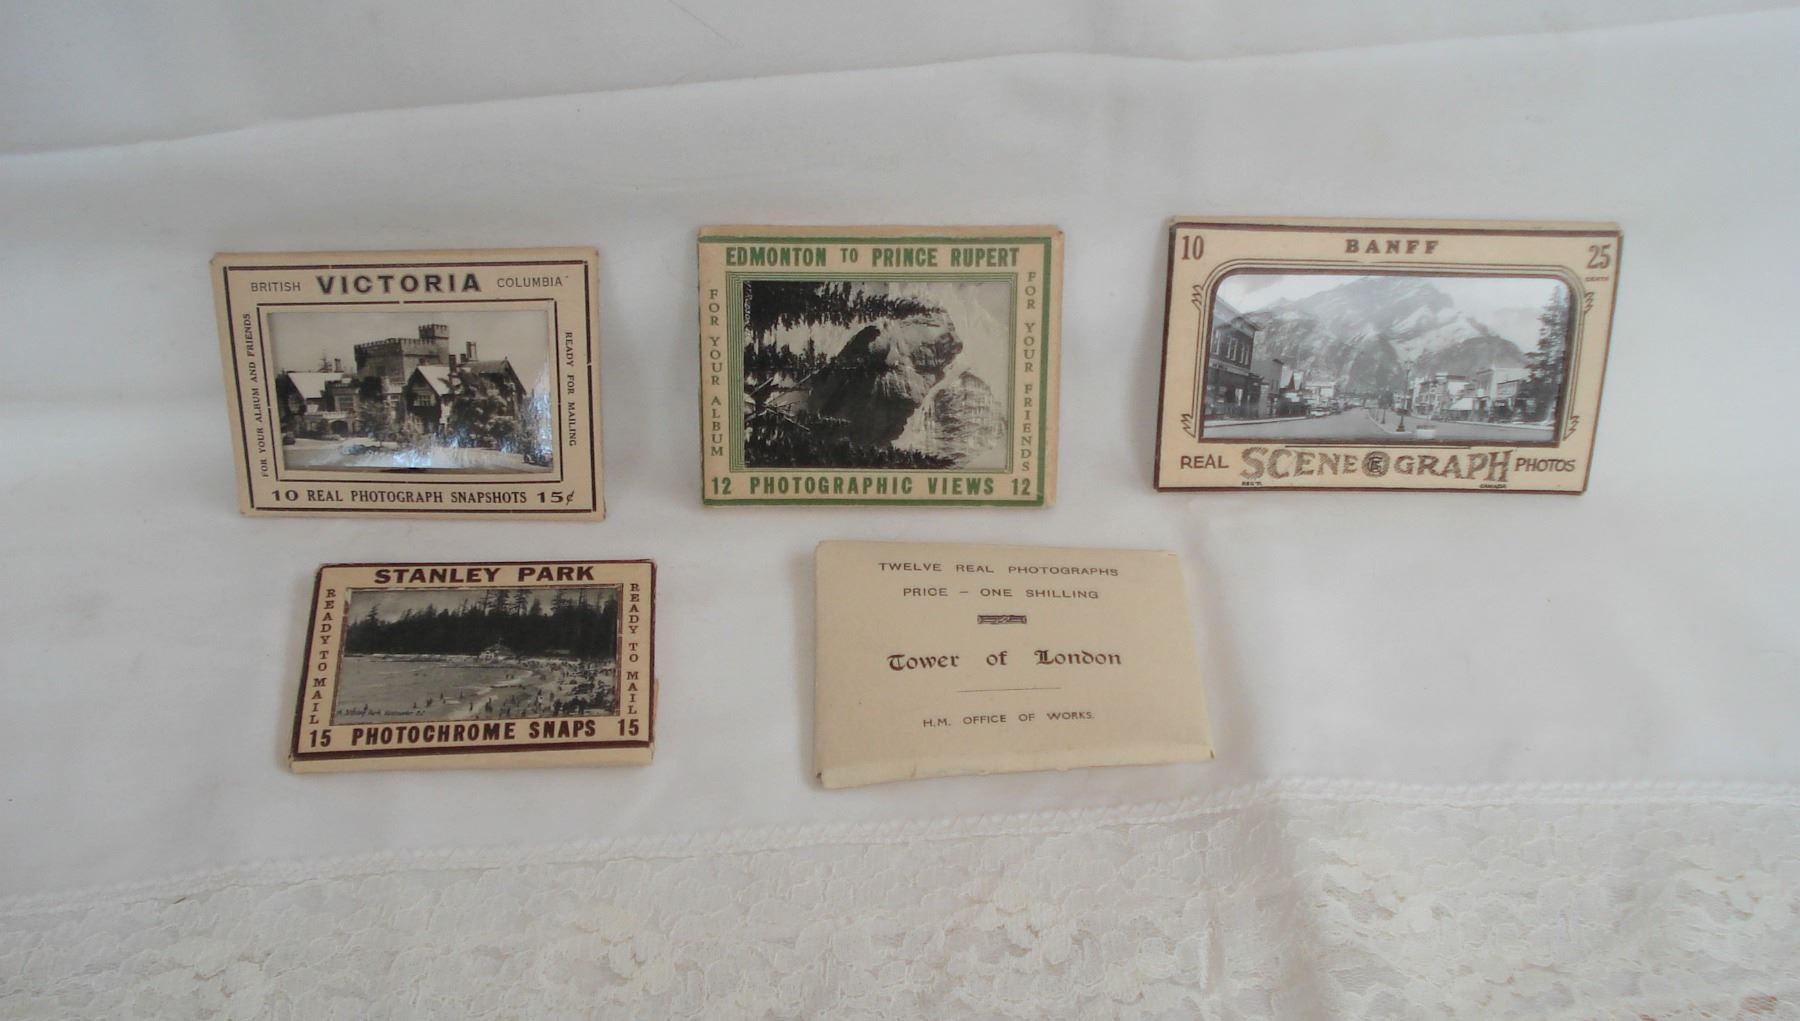 BRITISH VICTORIA COLUMBIA
FOR YOUR ALBUM AND FRIENDS
READY FOR MAILING
10 REAL PHOTOGRAPH SNAPSHOTS 15¢
EDMONTON TO PRINCE RUPERT
FOR YOUR ALBUM
FOR YOUR FRIENDS
12 PHOTOGRAPHIC VIEWS 12
10 BANFF 25
CENTS
REAL SCENE GRAPH PHOTOS
REG'D. CANADA
STANLEY PARK
READY TO MAIL
READY TO MAIL
15 PHOTOCHROME SNAPS 15
TWELVE REAL PHOTOGRAPHS
PRICE — ONE SHILLING
Tower of London
H.M. OFFICE OF WORKS.